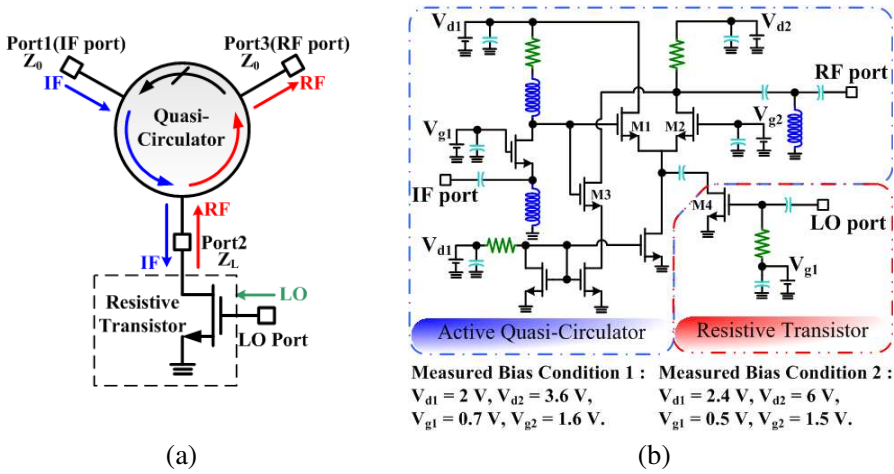 Port1(IF port)
Z0
Port3(RF port)
Z0
IF
RF
Quasi-
Circulator
RF
IF
Port2
ZL
LO
Resistive
Transistor
LO Port
(a)
Vd1
Vd2
RF port
M1
M2
Vg2
Vg1
IF port
M3
M4
LO port
Vd1
Vg1
Active Quasi-Circulator
Resistive Transistor
Measured Bias Condition 1 :
Vd1 = 2 V, Vd2 = 3.6 V,
Vg1 = 0.7 V, Vg2 = 1.6 V.
Measured Bias Condition 2 :
Vd1 = 2.4 V, Vd2 = 6 V,
Vg1 = 0.5 V, Vg2 = 1.5 V.
(b)